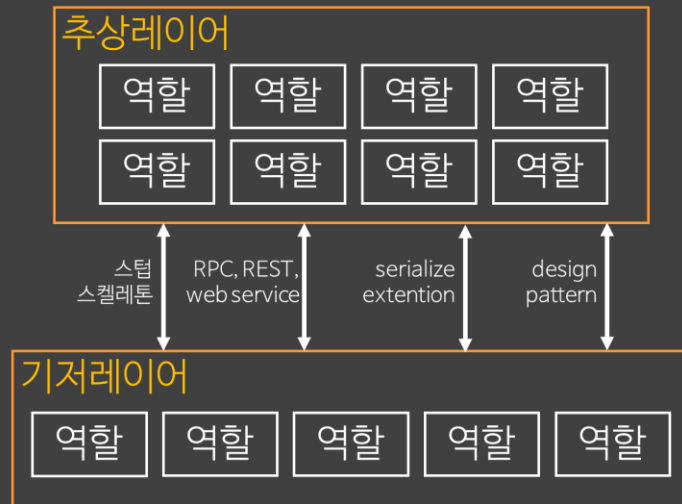 추상레이어
역할 역할 역할 역할
역할 역할 역할 역할
스텁
스켈레톤
RPC, REST,
web service
serialize
extention
design
pattern
기저레이어
역할 역할 역할 역할 역할